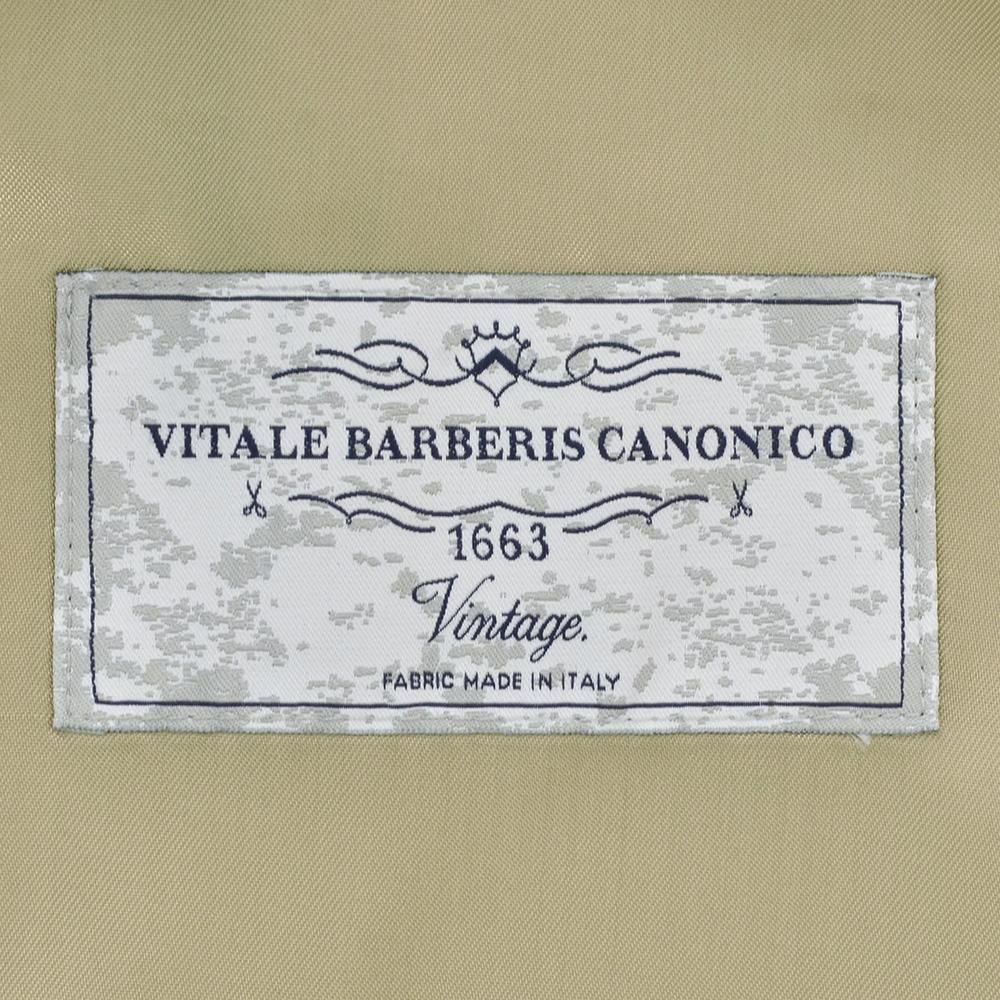 VITALE BARBERIS CANONICO
1663
Vintage.
FABRIC MADE IN ITALY